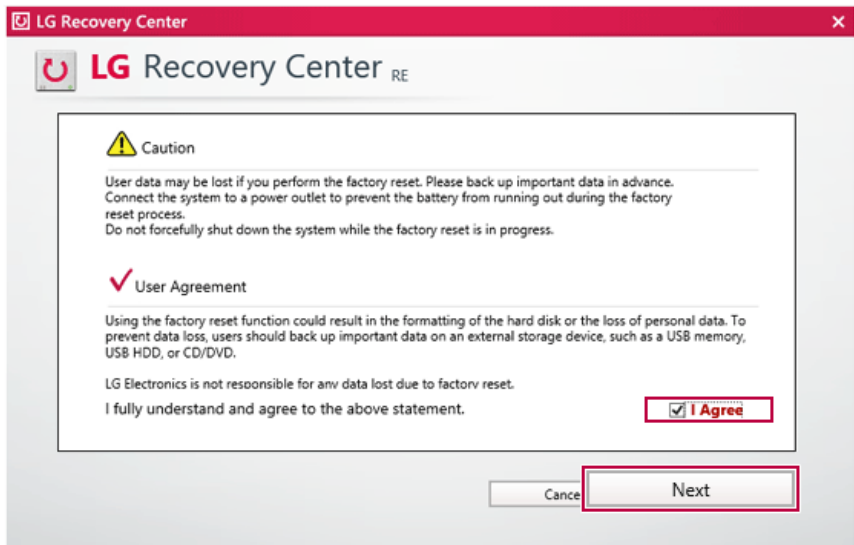 LG Recovery Center
LG Recovery Center RE
Caution
User data may be lost if you perform the factory reset. Please back up important data in advance.
Connect the system to a power outlet to prevent the battery from running out during the factory
reset process.
Do not forcefully shut down the system while the factory reset is in progress.
User Agreement
Using the factory reset function could result in the formatting of the hard disk or the loss of personal data. To
prevent data loss, users should back up important data on an external storage device, such as a USB memory,
USB HDD, or CD/DVD.
LG Electronics is not responsible for any data lost due to factory reset.
I fully understand and agree to the above statement.
I Agree
Cance
Next